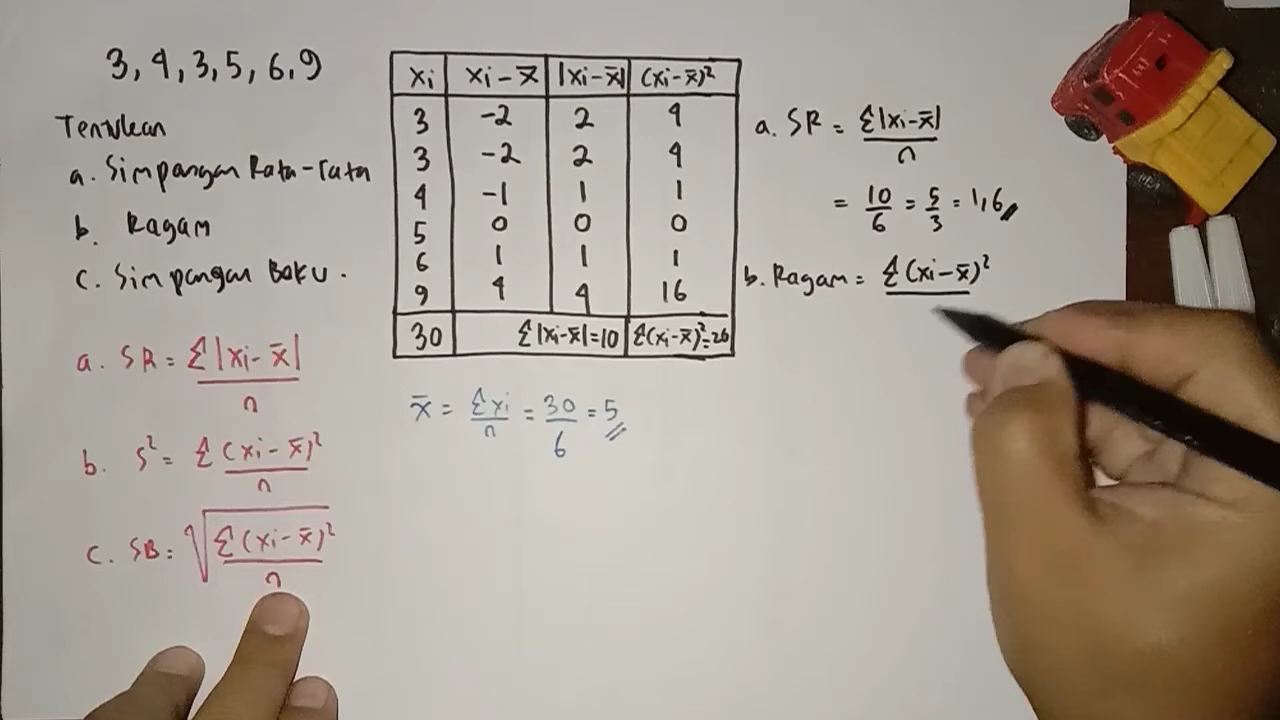 3, 4, 3, 5, 6, 9
Tentukan
a. Simpangan Rata-rata
b. Ragam
c. Simpangan Baku.
a. SR = Σ|xi - x̄|
n
b. S² = Σ(xi - x̄)²
n
c. SB = √Σ(xi - x̄)²
n
xi xi - x̄ |xi - x̄| (xi - x̄)²
3 -2 2 4
3 -2 2 4
4 -1 1 1
5 0 0 0
6 1 1 1
9 4 4 16
30 Σ|xi - x̄| = 10 Σ(xi - x̄)² = 26
x̄ = Σxi / n = 30 / 6 = 5
a. SR = Σ|xi - x̄|
n
= 10/6 = 5/3 = 1,6
b. Ragam = Σ(xi - x̄)²